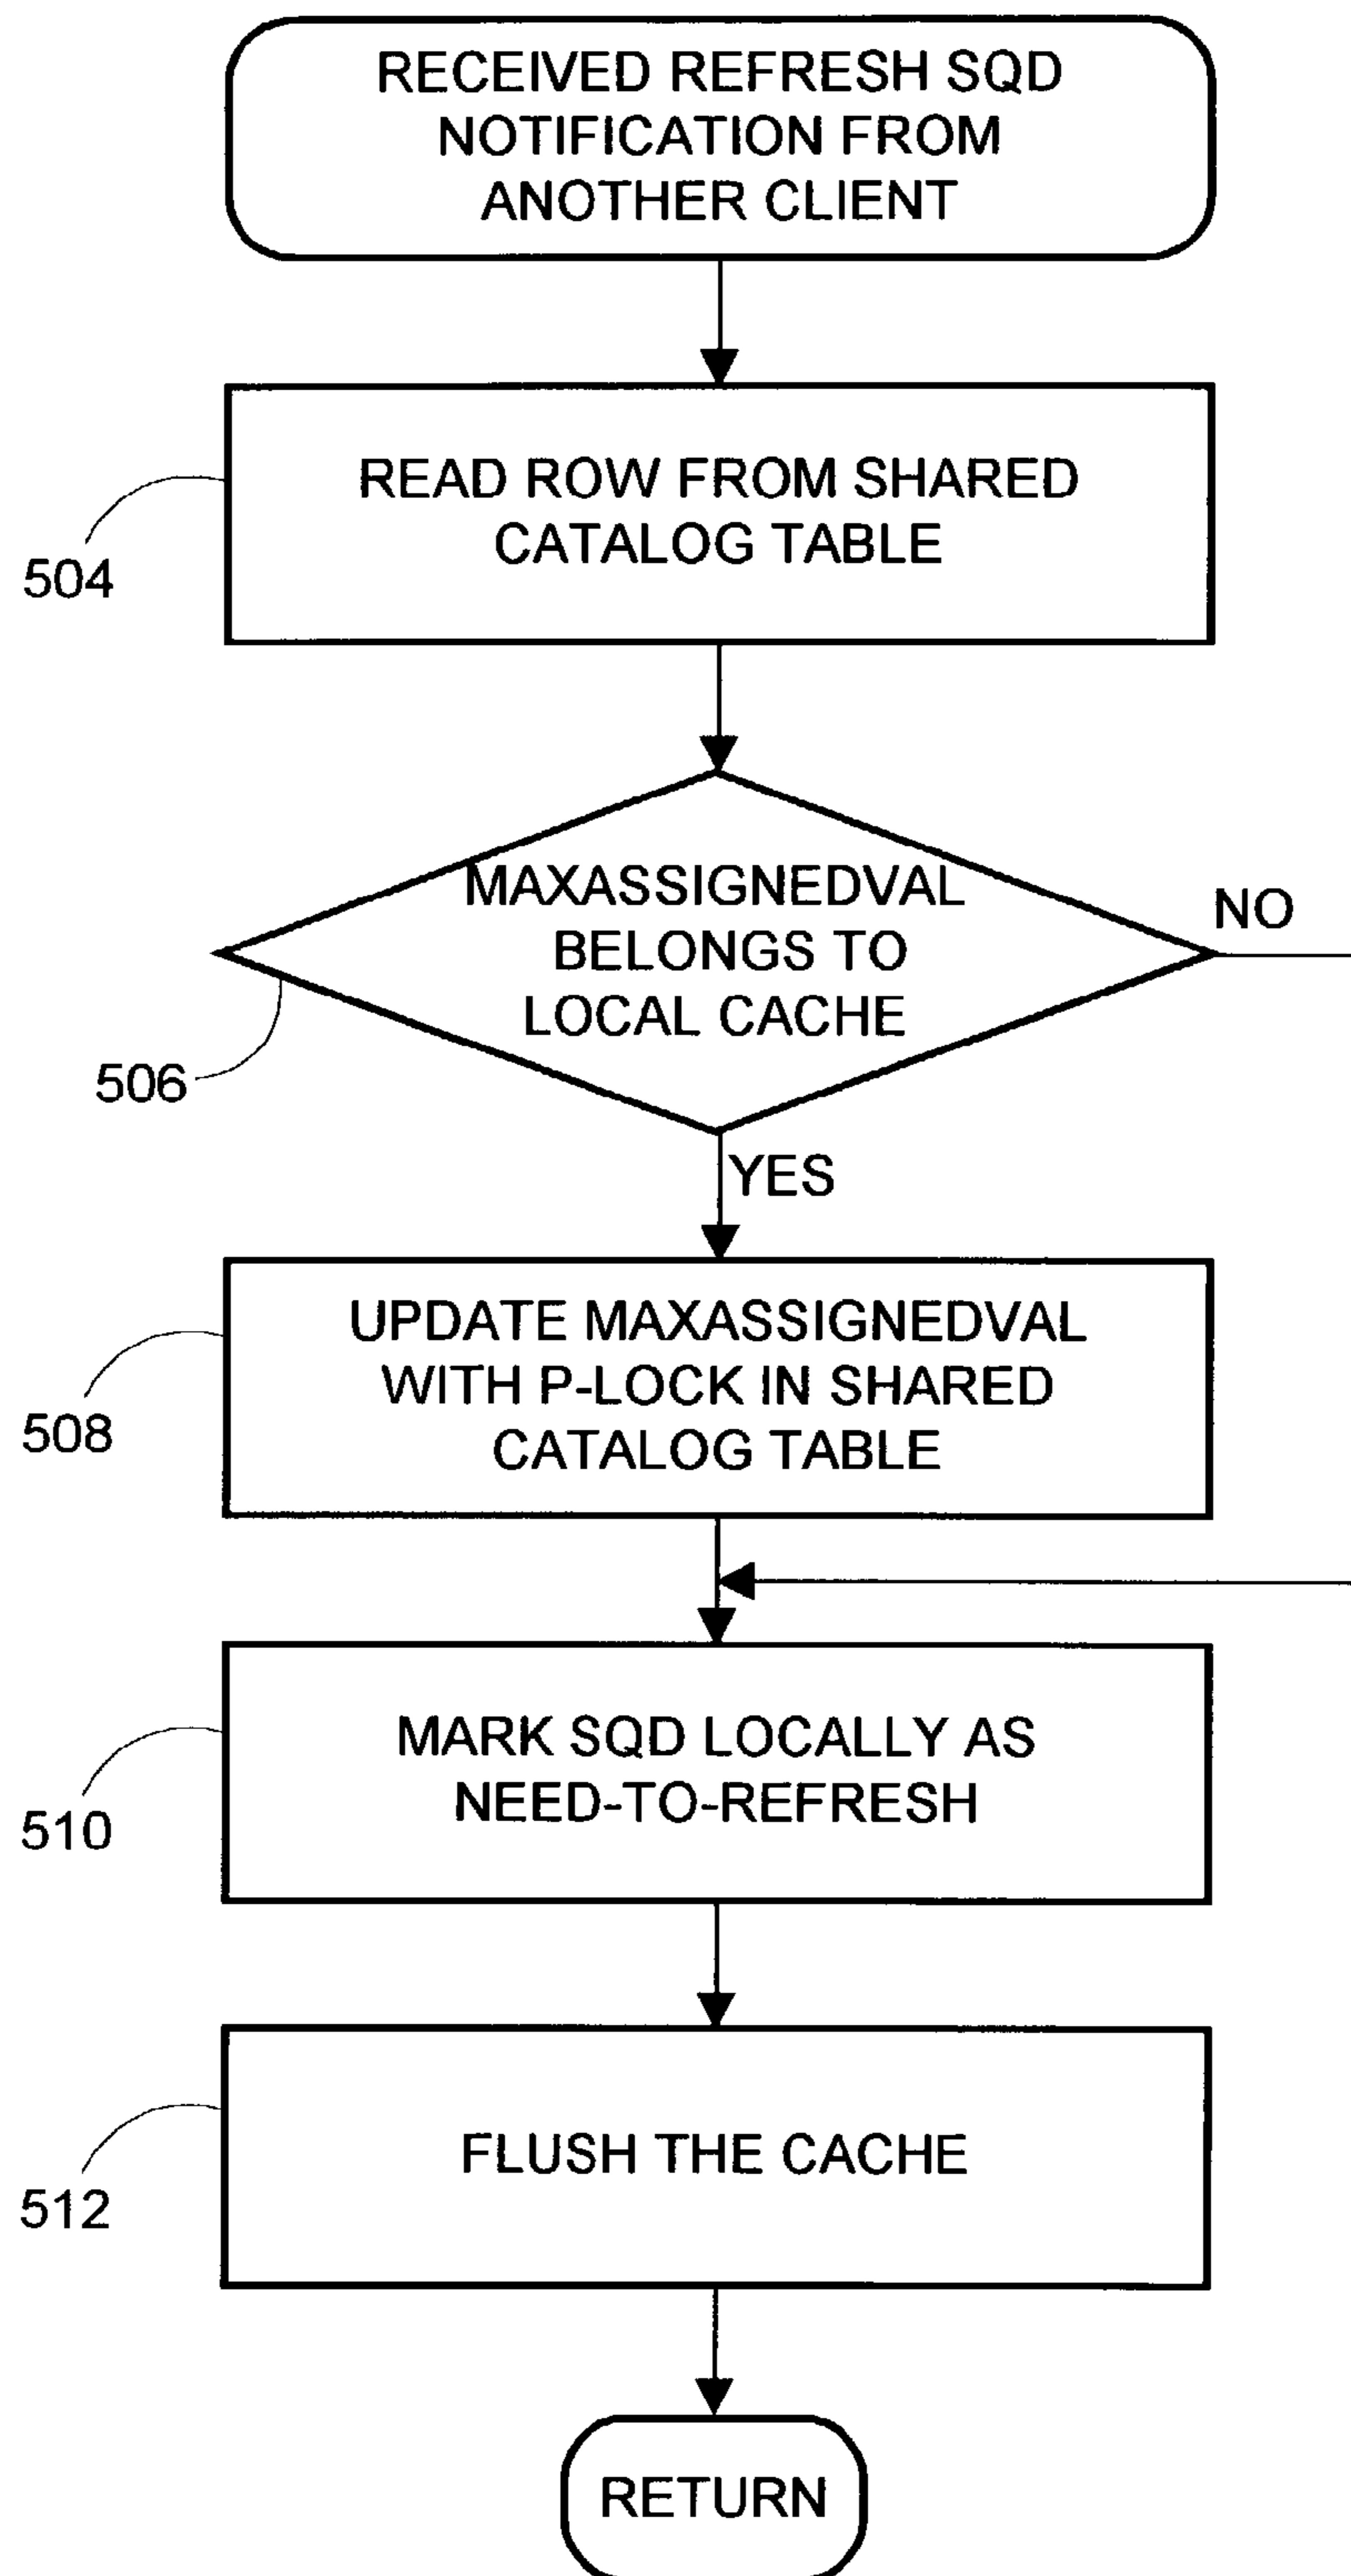 RECEIVED REFRESH SQD
NOTIFICATION FROM
ANOTHER CLIENT
READ ROW FROM SHARED
CATALOG TABLE
504
MAXASSIGNEDVAL
BELONGS TO
LOCAL CACHE
NO
506
YES
UPDATE MAXASSIGNEDVAL
WITH P-LOCK IN SHARED
CATALOG TABLE
508
MARK SQD LOCALLY AS
NEED-TO-REFRESH
510
FLUSH THE CACHE
512
RETURN